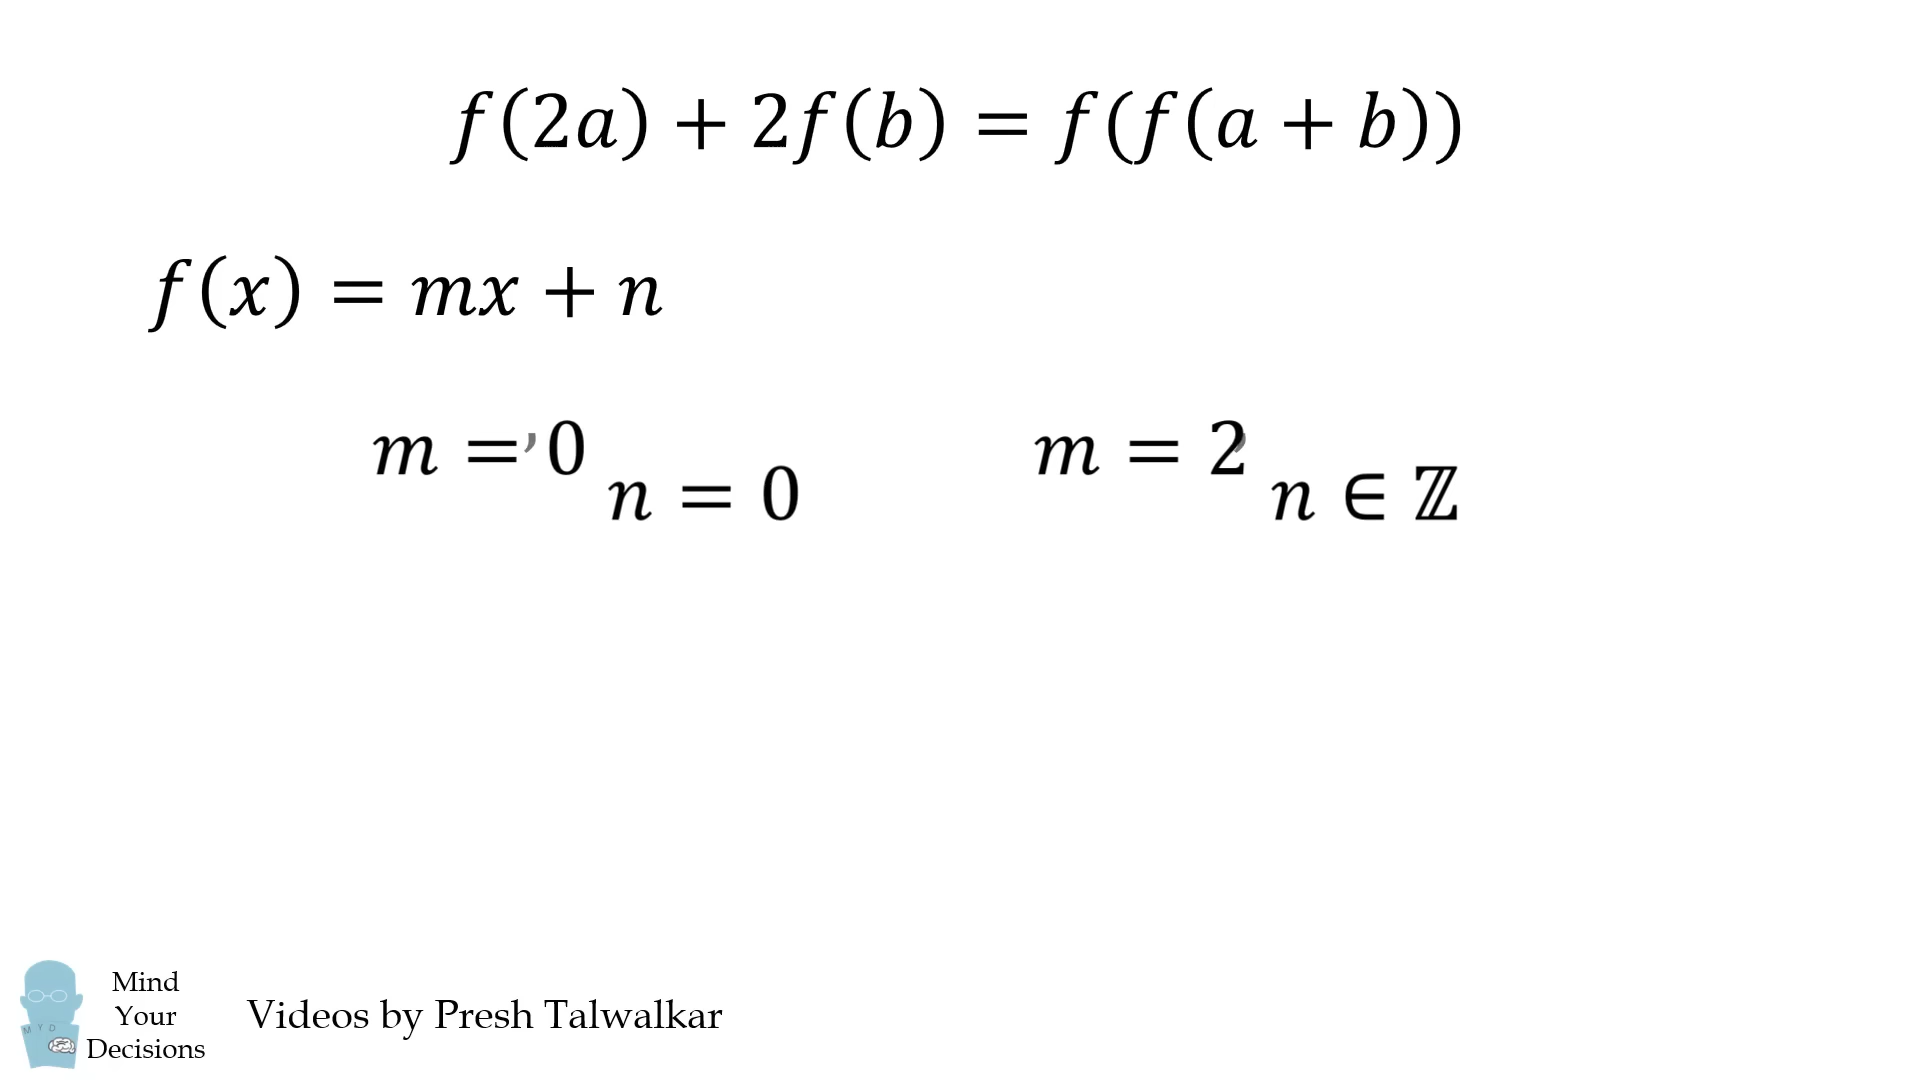 f(2a) + 2f(b) = f(f(a + b))
f(x) = mx + n
m = 0, n = 0
m = 2, n ∈ ℤ
M Y D
Mind
Your
Decisions
Videos by Presh Talwalkar